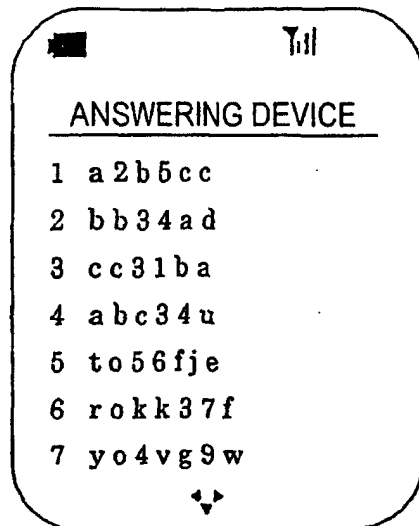 ANSWERING DEVICE
1 a2b5cc
2 bb34ad
3 cc31ba
4 abc34u
5 to56fje
6 rokk37f
7 yo4vg9w